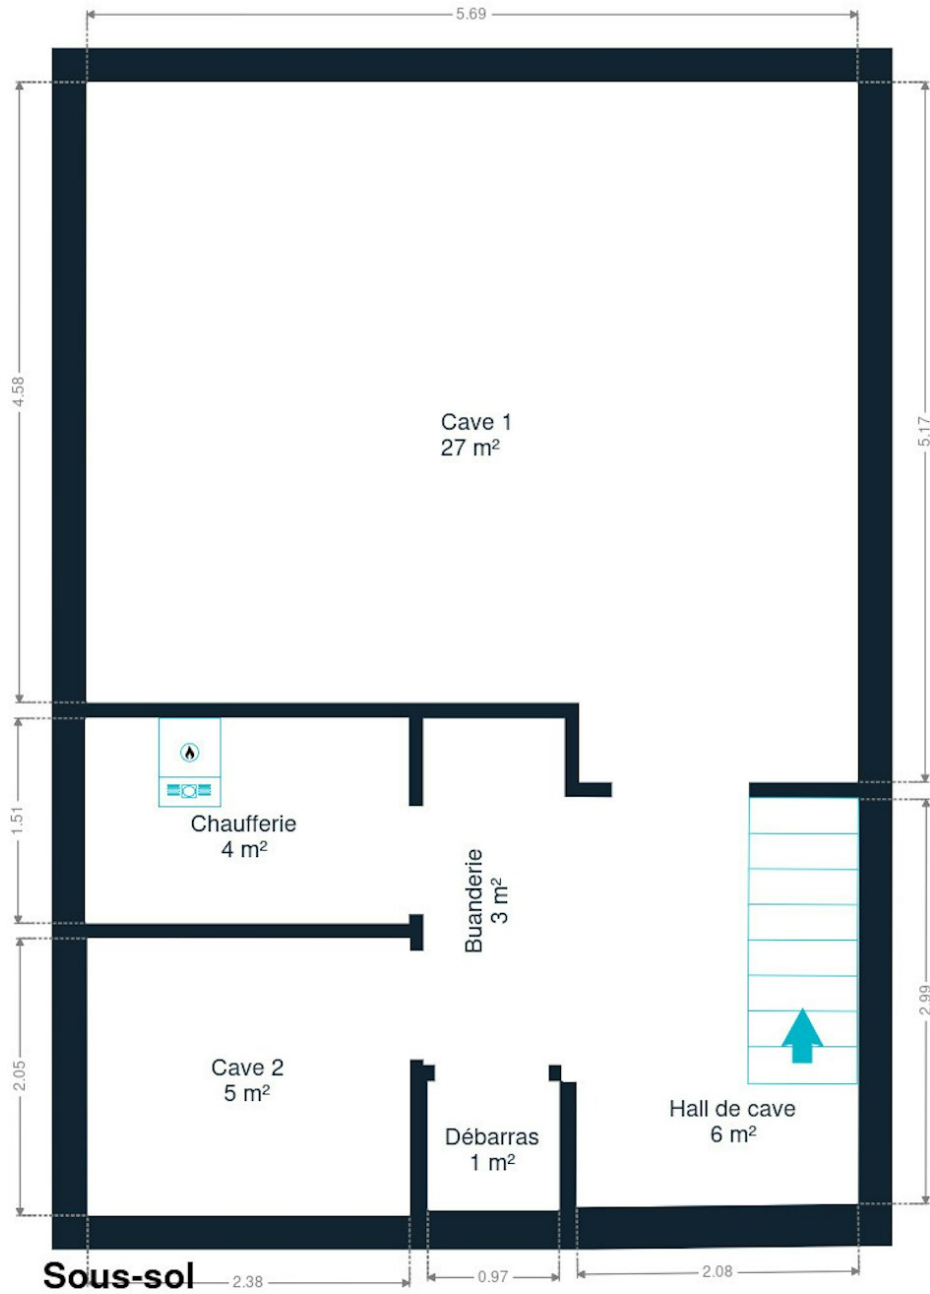 5.69
4.58
5.17
Cave 1
27 m²
1.51
Chaufferie
4 m²
Buanderie
3 m²
2.99
2.05
Cave 2
5 m²
Débarras
1 m²
Hall de cave
6 m²
Sous-sol
2.38
0.97
2.08